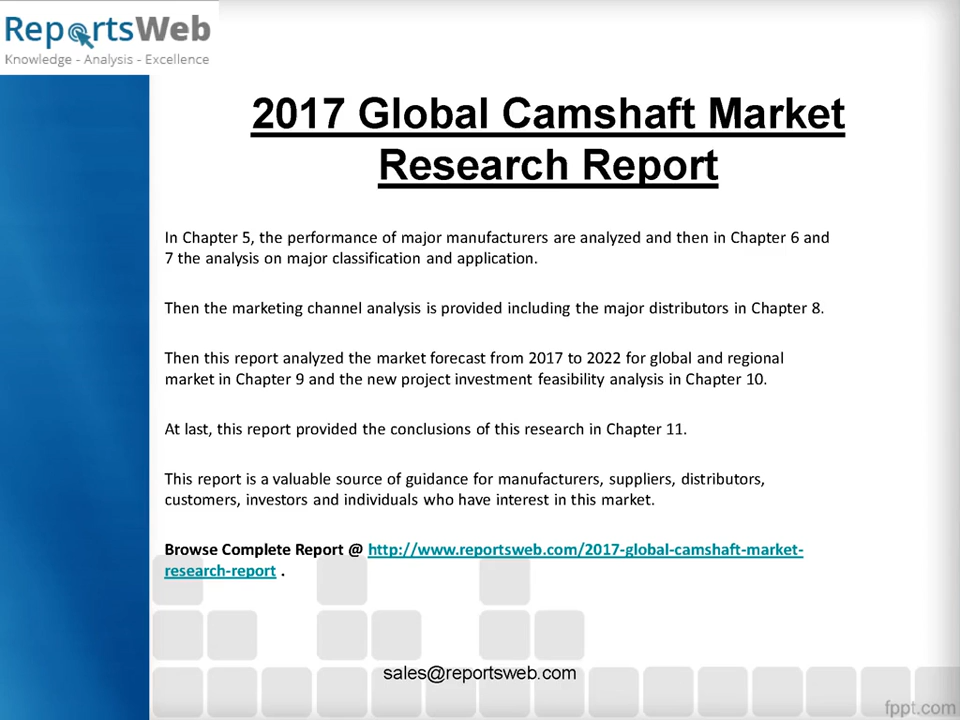 ReportsWeb
Knowledge - Analysis - Excellence
2017 Global Camshaft Market
Research Report
In Chapter 5, the performance of major manufacturers are analyzed and then in Chapter 6 and
7 the analysis on major classification and application.
Then the marketing channel analysis is provided including the major distributors in Chapter 8.
Then this report analyzed the market forecast from 2017 to 2022 for global and regional
market in Chapter 9 and the new project investment feasibility analysis in Chapter 10.
At last, this report provided the conclusions of this research in Chapter 11.
This report is a valuable source of guidance for manufacturers, suppliers, distributors,
customers, investors and individuals who have interest in this market.
Browse Complete Report @ http://www.reportsweb.com/2017-global-camshaft-market-
research-report .
sales@reportsweb.com
fppt.com